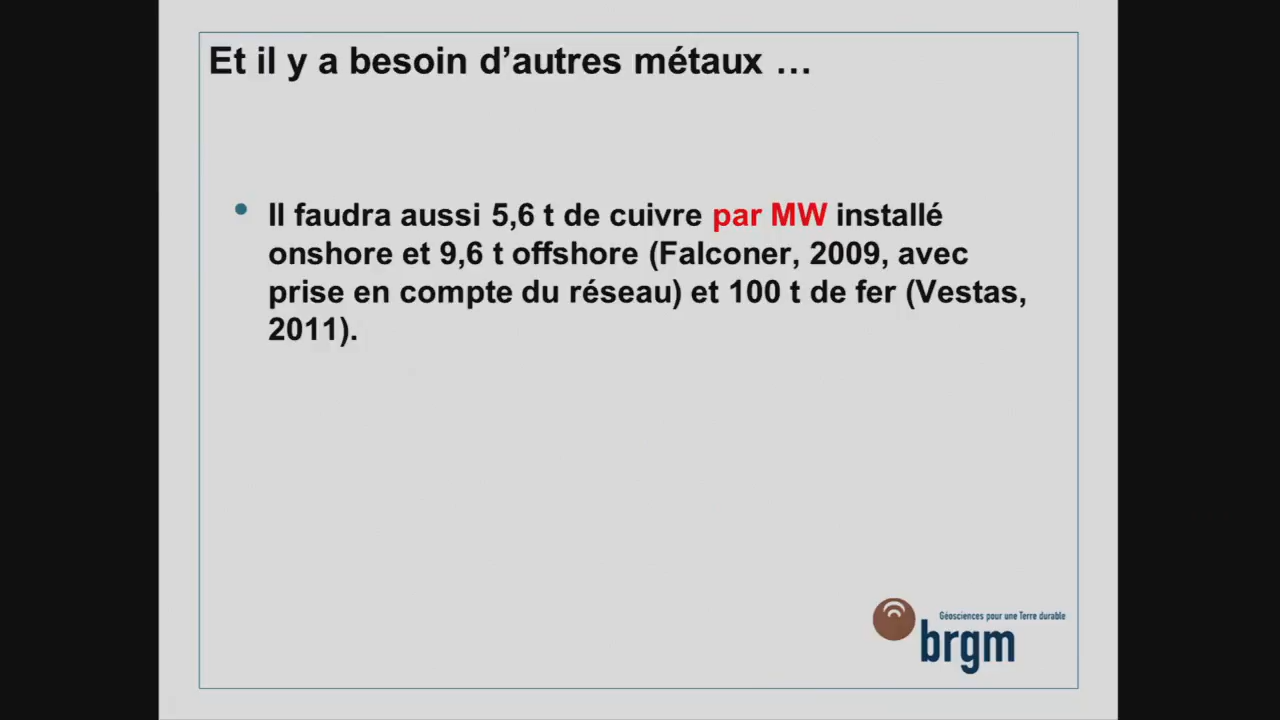 Et il y a besoin d’autres métaux …
• Il faudra aussi 5,6 t de cuivre par MW installé
onshore et 9,6 t offshore (Falconer, 2009, avec
prise en compte du réseau) et 100 t de fer (Vestas,
2011).
Géosciences pour une Terre durable
brgm